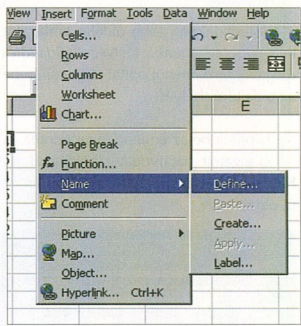 View Insert Format Tools Data Window Help
Cells...
Rows
Columns
Worksheet
Chart...
Page Break
fx Function...
Name
Comment
Picture
Map...
Object...
Hyperlink... Ctrl+K
E
Define...
Paste...
Create...
Apply...
Label...